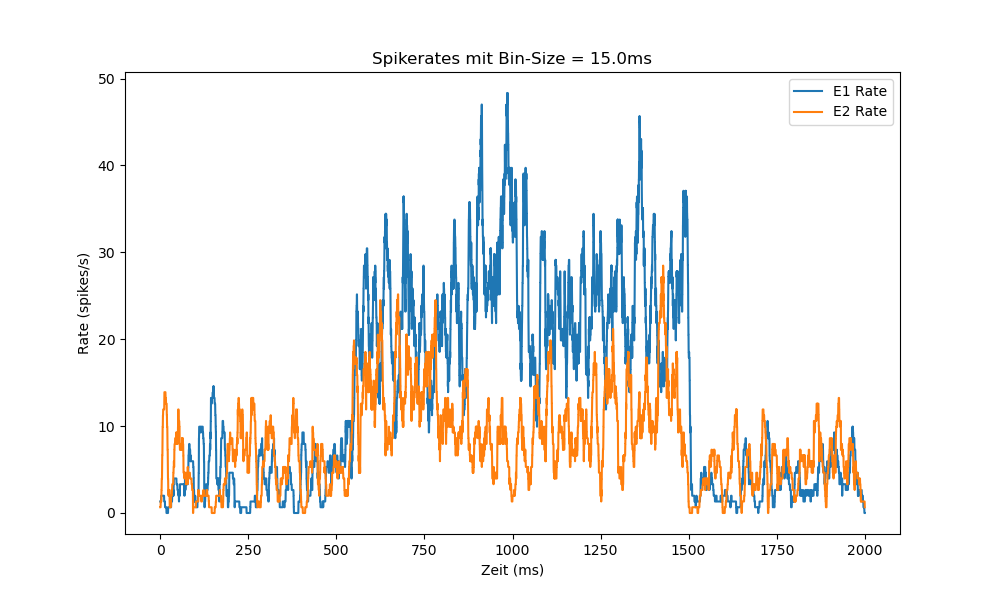 Spikerates mit Bin-Size = 15.0ms
E1 Rate
E2 Rate
Rate (spikes/s)
50
40
30
20
10
0
0 250 500 750 1000 1250 1500 1750 2000
Zeit (ms)